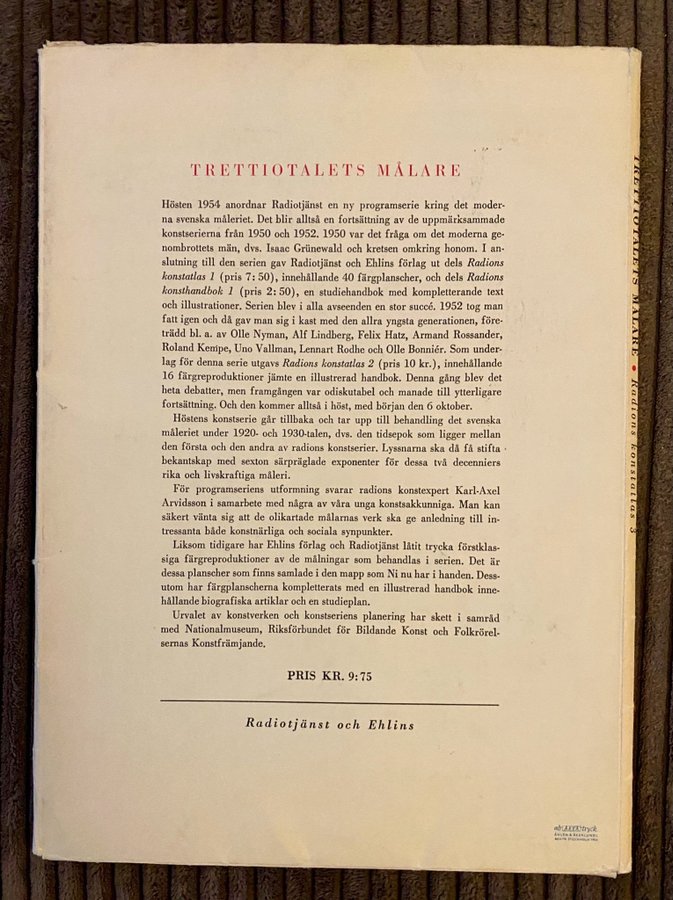 TRETTIOTALETS MÅLARE
Hösten 1954 anordnar Radiotjänst en ny programserie kring det moder-
na svenska måleriet. Det blir alltså en fortsättning av de uppmärksammade
konstserierna från 1950 och 1952. 1950 var det fråga om det moderna ge-
nombrottets män, dvs. Isaac Grünewald och kretsen omkring honom. I an-
slutning till den serien gav Radiotjänst och Ehlins förlag ut dels Radions
konstatlas 1 (pris 7: 50), innehållande 40 färgplanscher, och dels Radions
konsthandbok 1 (pris 2: 50), en studiehandbok med kompletterande text
och illustrationer. Serien blev i alla avseenden en stor succé. 1952 tog man
fatt igen och då gav man sig i kast med den allra yngsta generationen, före-
trädd bl. a. av Olle Nyman, Alf Lindberg, Felix Hatz, Armand Rossander,
Roland Kempe, Uno Vallman, Lennart Rodhe och Olle Bonniér. Som under-
lag för denna serie utgavs Radions konstatlas 2 (pris 10 kr.), innehållande
16 färgreproduktioner jämte en illustrerad handbok. Denna gång blev det
heta debatter, men framgången var odiskutabel och manade till ytterligare
fortsättning. Och den kommer alltså i höst, med början den 6 oktober.
Höstens konstserie går tillbaka och tar upp till behandling det svenska
måleriet under 1920- och 1930-talen, dvs. den tidsepok som ligger mellan
den första och den andra av radions konstserier. Lyssnarna ska då få stifta
bekantskap med sexton särpräglade exponenter för dessa två decenniers
rika och livskraftiga måleri.
För programseriens utformning svarar radions konstexpert Karl-Axel
Arvidsson i samarbete med några av våra unga konstsakkunniga. Man kan
säkert vänta sig att de olikartade målarnas verk ska ge anledning till in-
tressanta både konstnärliga och sociala synpunkter.
Liksom tidigare har Ehlins förlag och Radiotjänst låtit trycka förstklas-
siga färgreproduktioner av de målningar som behandlas i serien. Det är
dessa planscher som finns samlade i den mapp som Ni nu har i handen. Dess-
utom har färgplanscherna kompletterats med en illustrerad handbok inne-
hållande biografiska artiklar och en studieplan.
Urvalet av konstverken och konstseriens planering har skett i samråd
med Nationalmuseum, Riksförbundet för Bildande Konst och Folkrörel-
sernas Konstfrämjande.
PRIS KR. 9:75
Radiotjänst och Ehlins
TRETTIOTALETS MÅLARE • Radions konstatlas 3